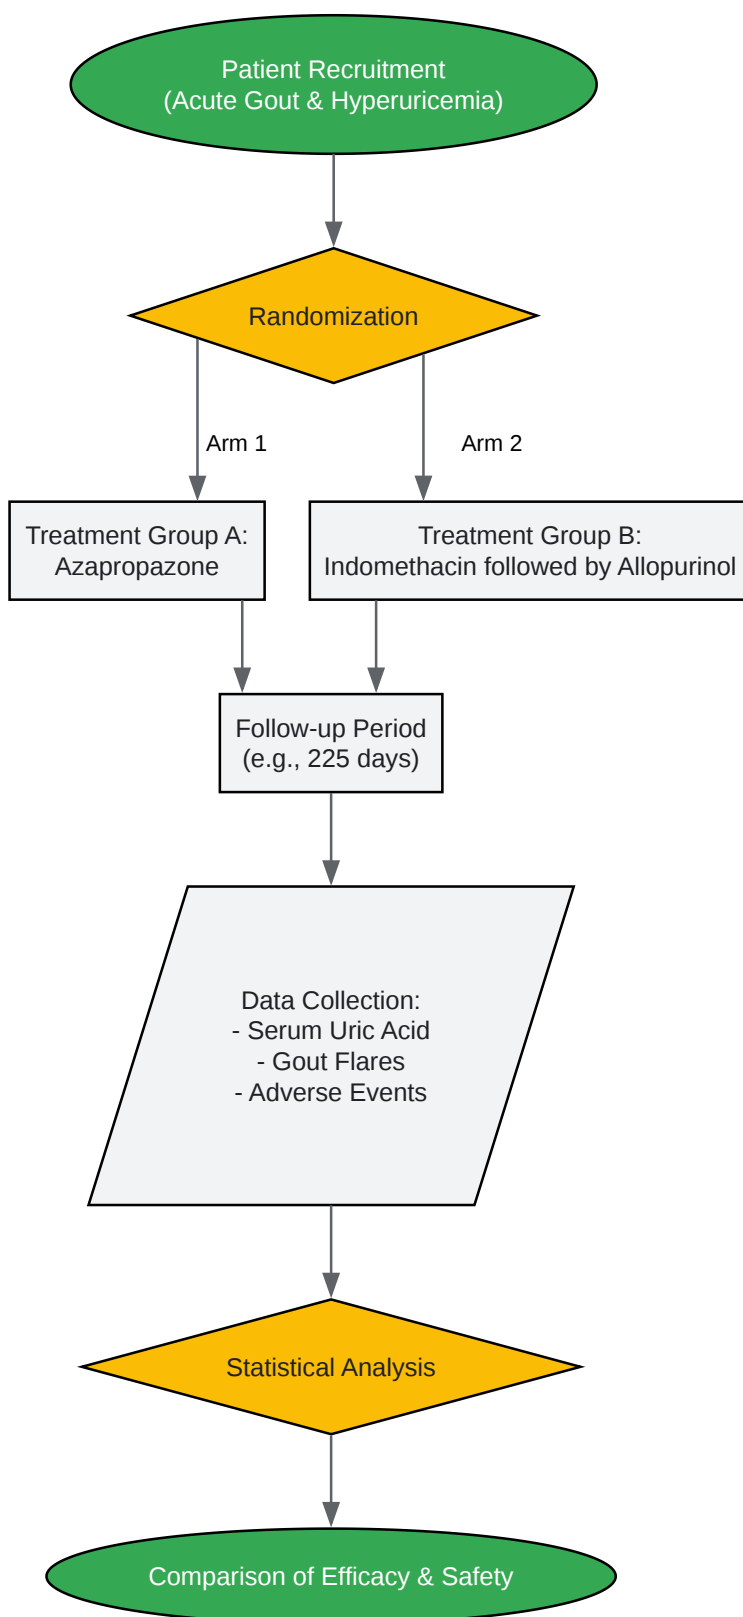 Patient Recruitment
(Acute Gout & Hyperuricemia)
Randomization
Arm 1
Arm 2
Treatment Group A:
Azapropazone
Treatment Group B:
Indomethacin followed by Allopurinol
Follow-up Period
(e.g., 225 days)
Data Collection:
- Serum Uric Acid
- Gout Flares
- Adverse Events
Statistical Analysis
Comparison of Efficacy & Safety